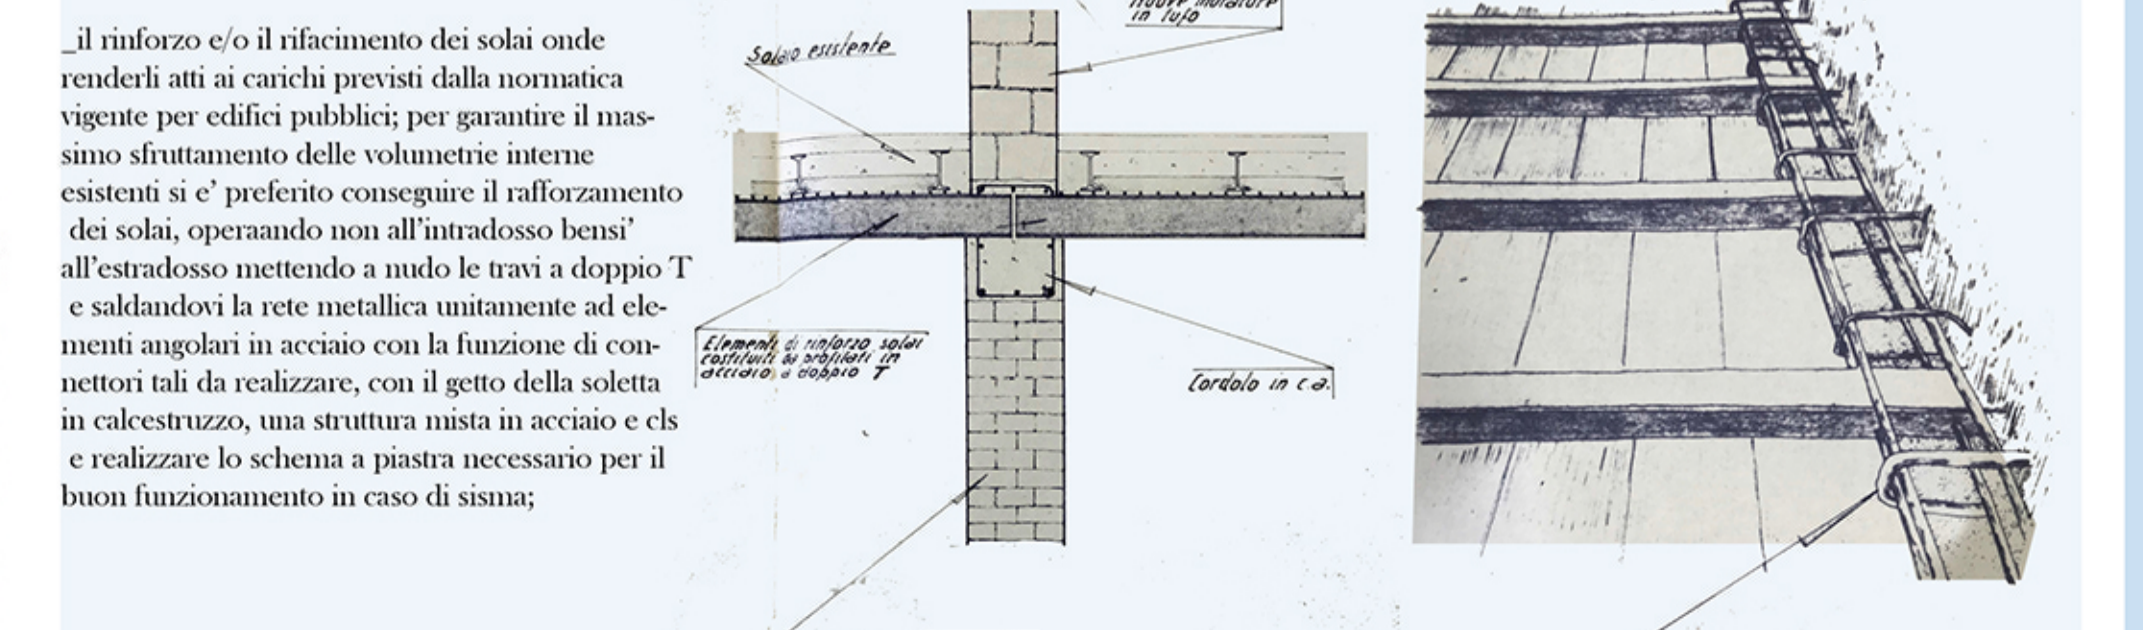 _il rinforzo e/o il rifacimento dei solai onde
renderli atti ai carichi previsti dalla normatica
vigente per edifici pubblici; per garantire il mas-
simo sfruttamento delle volumetrie interne
esistenti si e' preferito conseguire il rafforzamento
dei solai, operaando non all'intradosso bensi'
all'estradosso mettendo a nudo le travi a doppio T
e saldandovi la rete metallica unitamente ad ele-
menti angolari in acciaio con la funzione di con-
nettori tali da realizzare, con il getto della soletta
in calcestruzzo, una struttura mista in acciaio e cls
e realizzare lo schema a piastra necessario per il
buon funzionamento in caso di sisma;
Solaio esistente
nuove murature
in tufo
Elementi di rinforzo solai
costituiti da profilati in
acciaio a doppio T
Cordolo in c.a.